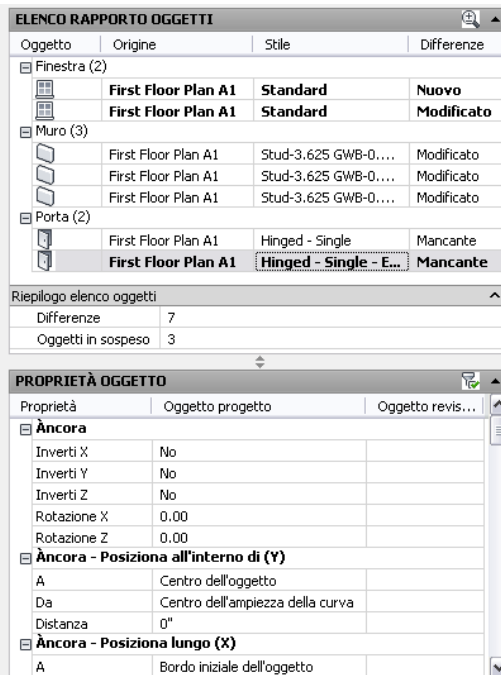 ELENCO RAPPORTO OGGETTI
Oggetto Origine Stile Differenze
Finestra (2)
First Floor Plan A1 Standard Nuovo
First Floor Plan A1 Standard Modificato
Muro (3)
First Floor Plan A1 Stud-3.625 GWB-0.... Modificato
First Floor Plan A1 Stud-3.625 GWB-0.... Modificato
First Floor Plan A1 Stud-3.625 GWB-0.... Modificato
Porta (2)
First Floor Plan A1 Hinged - Single Mancante
First Floor Plan A1 Hinged - Single - E... Mancante
Riepilogo elenco oggetti
Differenze 7
Oggetti in sospeso 3
PROPRIETÀ OGGETTO
Proprietà Oggetto progetto Oggetto revis...
Àncora
Inverti X No
Inverti Y No
Inverti Z No
Rotazione X 0.00
Rotazione Z 0.00
Àncora - Posiziona all'interno di (Y)
A Centro dell'oggetto
Da Centro dell'ampiezza della curva
Distanza 0"
Àncora - Posiziona lungo (X)
A Bordo iniziale dell'oggetto